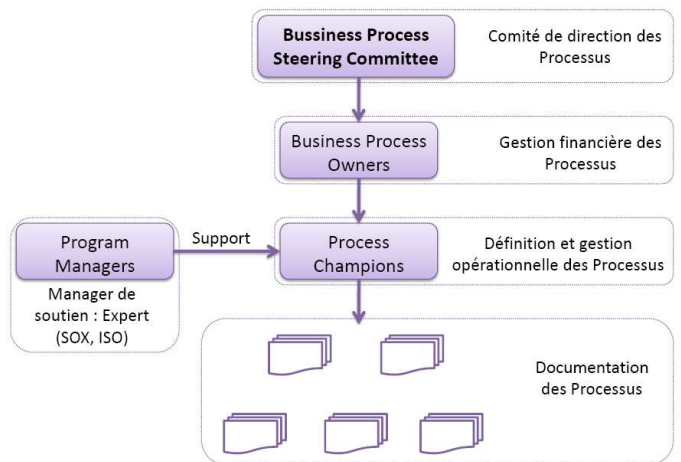 Bussiness Process
Steering Committee
Comité de direction des
Processus
Business Process
Owners
Gestion financière des
Processus
Program
Managers
Support
Process
Champions
Définition et gestion
opérationnelle des Processus
Manager de
soutien : Expert
(SOX, ISO)
Documentation
des Processus